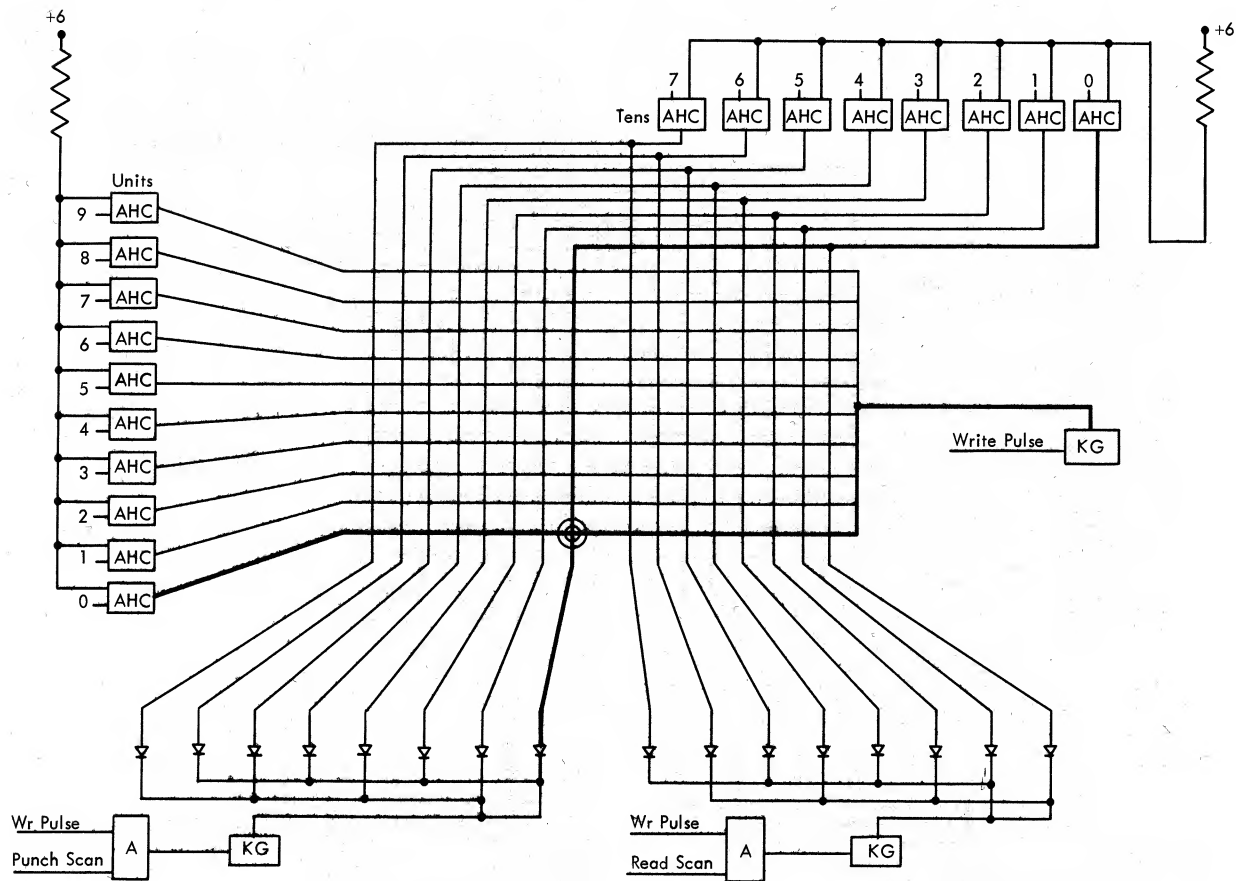 +6
+6
7 6 5 4 3 2 1 0
Tens AHC AHC AHC AHC AHC AHC AHC AHC
Units
9 AHC
8 AHC
7 AHC
6 AHC
5 AHC
4 AHC
3 AHC
2 AHC
1 AHC
0 AHC
Write Pulse KG
Wr Pulse
Punch Scan
A
KG
Wr Pulse
Read Scan
A
KG